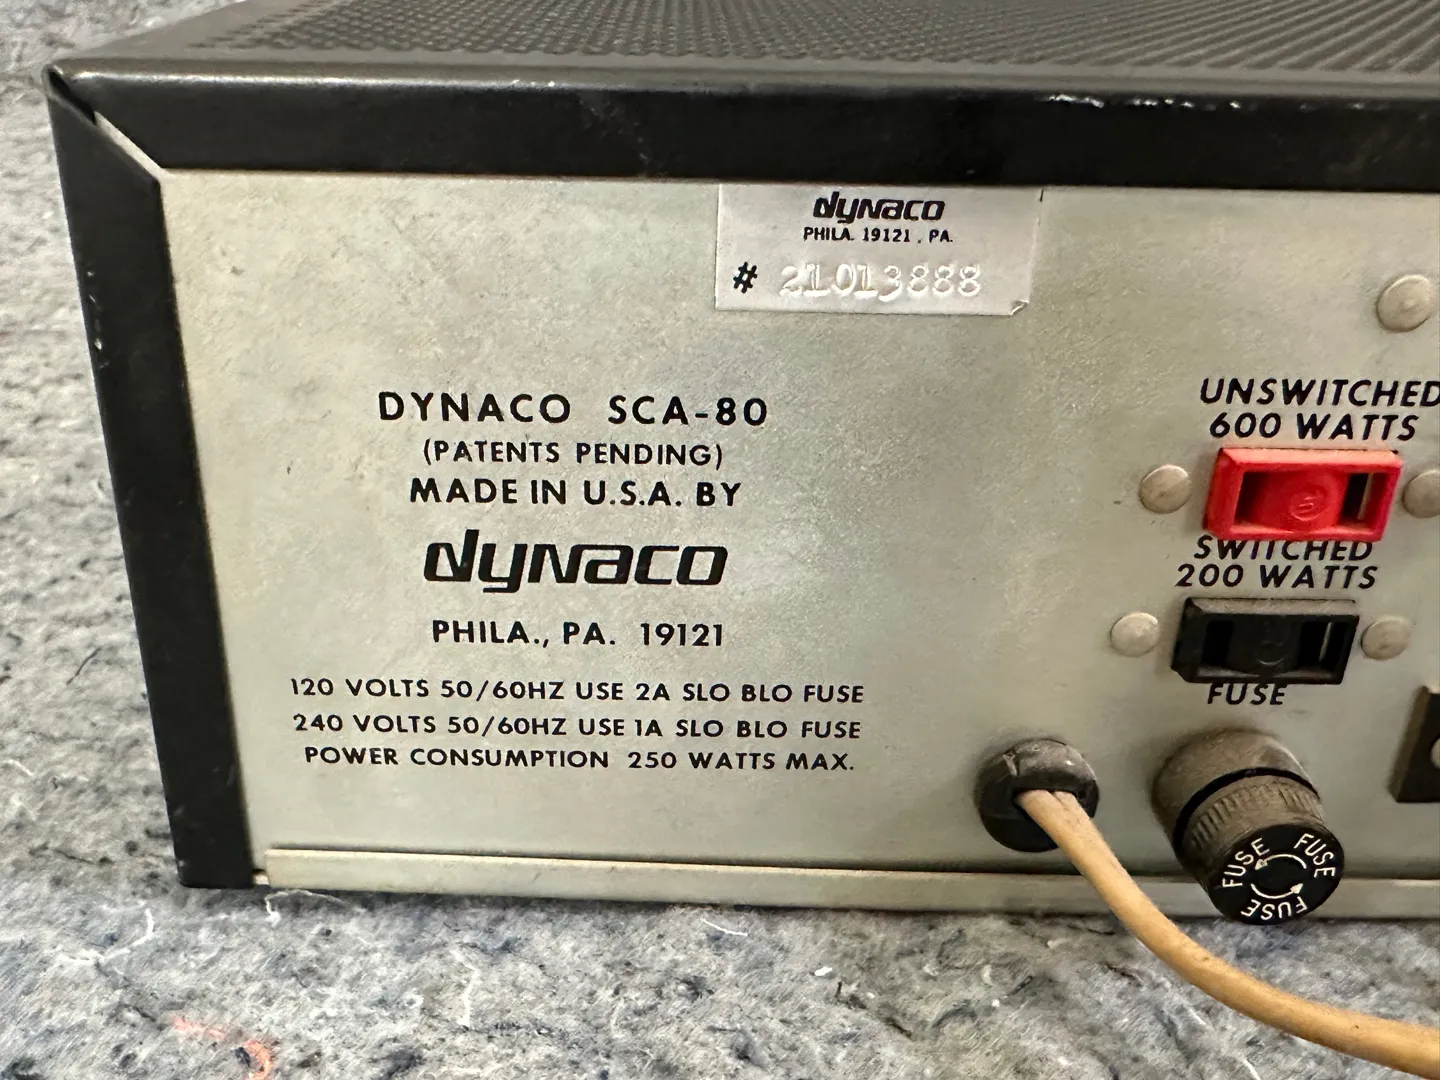 dynaco
PHILA. 19121 , PA.
# 21013888
DYNACO SCA-80
(PATENTS PENDING)
MADE IN U.S.A. BY
dynaco
PHILA., PA. 19121
120 VOLTS 50/60HZ USE 2A SLO BLO FUSE
240 VOLTS 50/60HZ USE 1A SLO BLO FUSE
POWER CONSUMPTION 250 WATTS MAX.
UNSWITCHED
600 WATTS
SWITCHED
200 WATTS
FUSE
FUSE FUSE FUSE